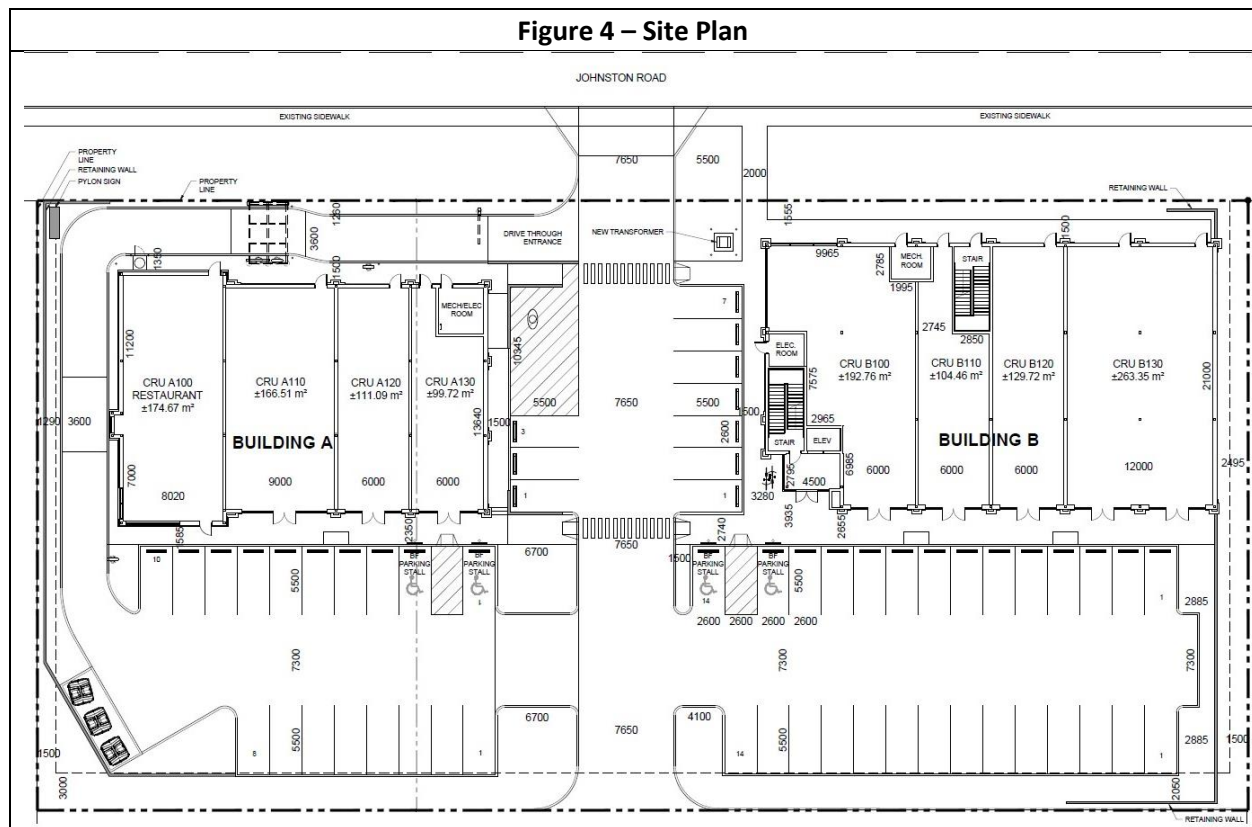 Figure 4 – Site Plan
JOHNSTON ROAD
EXISTING SIDEWALK
EXISTING SIDEWALK
PROPERTY
LINE
RETAINING WALL
PYLON SIGN
PROPERTY
LINE
7650
5500
2000
RETAINING WALL
1260
3600
DRIVE THROUGH
ENTRANCE
NEW TRANSFORMER
1555
1500
1350
1500
9965
2785
MECH.
ROOM
1995
STAIR
MECH/ELEC
ROOM
7
2745
2850
11200
10345
ELEC.
ROOM
7575
CRU A100
RESTAURANT
±174.67 m²
CRU A110
±166.51 m²
CRU A120
±111.09 m²
CRU A130
±99.72 m²
CRU B100
±192.76 m²
CRU B110
±104.46 m²
CRU B120
±129.72 m²
CRU B130
±263.35 m²
21000
5500
7650
5500
1500
1290
3600
13640
1500
3
2600
2965
BUILDING A
BUILDING B
STAIR
ELEV
6985
2495
7000
8020
9000
6000
6000
1
1
2795
4500
3280
6000
6000
6000
12000
585
2350
3935
2655
2740
6700
7650
1500
10
5500
BF
PARKING
STALL
BF
PARKING
STALL
1
BF
PARKING
STALL
14
BF
PARKING
STALL
5500
1
2885
2600
2600
2600
2600
7300
7300
7300
6700
7650
4100
5500
8
1
14
5500
1
2885
1500
1500
3000
2050
RETAINING WALL